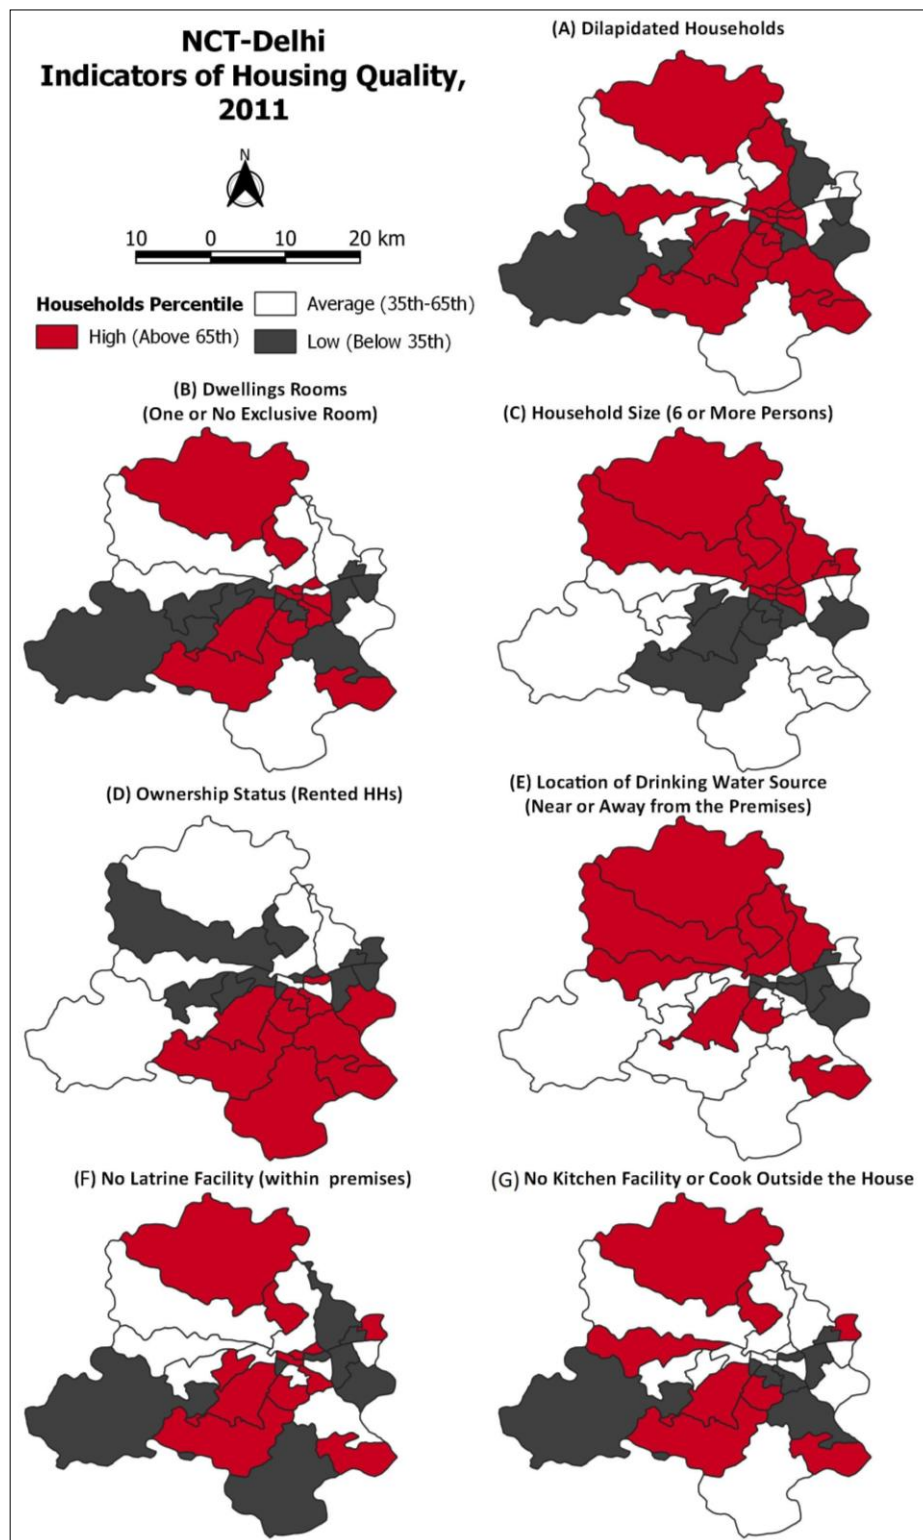 NCT-Delhi
Indicators of Housing Quality,
2011
N
10 0 10 20 km
Households Percentile
Average (35th-65th)
High (Above 65th)
Low (Below 35th)
(A) Dilapidated Households
(B) Dwellings Rooms
(One or No Exclusive Room)
(C) Household Size (6 or More Persons)
(D) Ownership Status (Rented HHs)
(E) Location of Drinking Water Source
(Near or Away from the Premises)
(F) No Latrine Facility (within premises)
(G) No Kitchen Facility or Cook Outside the House